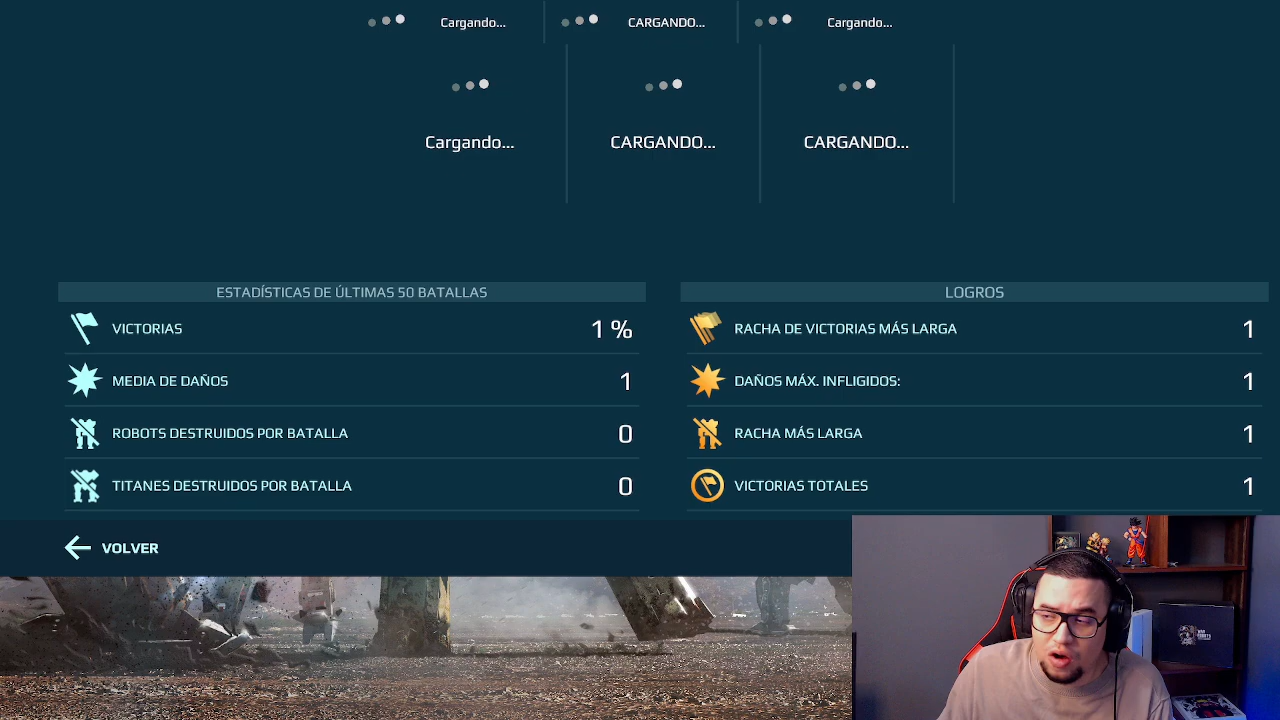 Cargando...
CARGANDO...
Cargando...
Cargando...
CARGANDO...
CARGANDO...
ESTADÍSTICAS DE ÚLTIMAS 50 BATALLAS
VICTORIAS 1 %
MEDIA DE DAÑOS 1
ROBOTS DESTRUIDOS POR BATALLA 0
TITANES DESTRUIDOS POR BATALLA 0
LOGROS
RACHA DE VICTORIAS MÁS LARGA 1
DAÑOS MÁX. INFLIGIDOS: 1
RACHA MÁS LARGA 1
VICTORIAS TOTALES 1
VOLVER